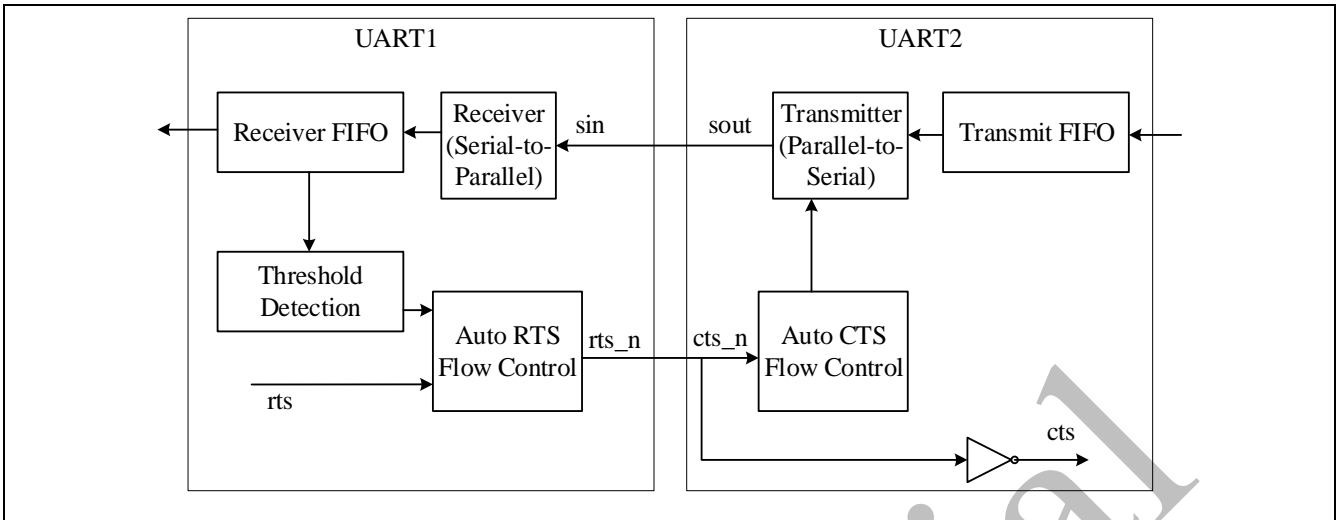 UART1
UART2
Receiver FIFO
Receiver
(Serial-to-
Parallel)
sin
sout
Transmitter
(Parallel-to-
Serial)
Transmit FIFO
Threshold
Detection
Auto RTS
Flow Control
rts_n
cts_n
Auto CTS
Flow Control
rts
cts